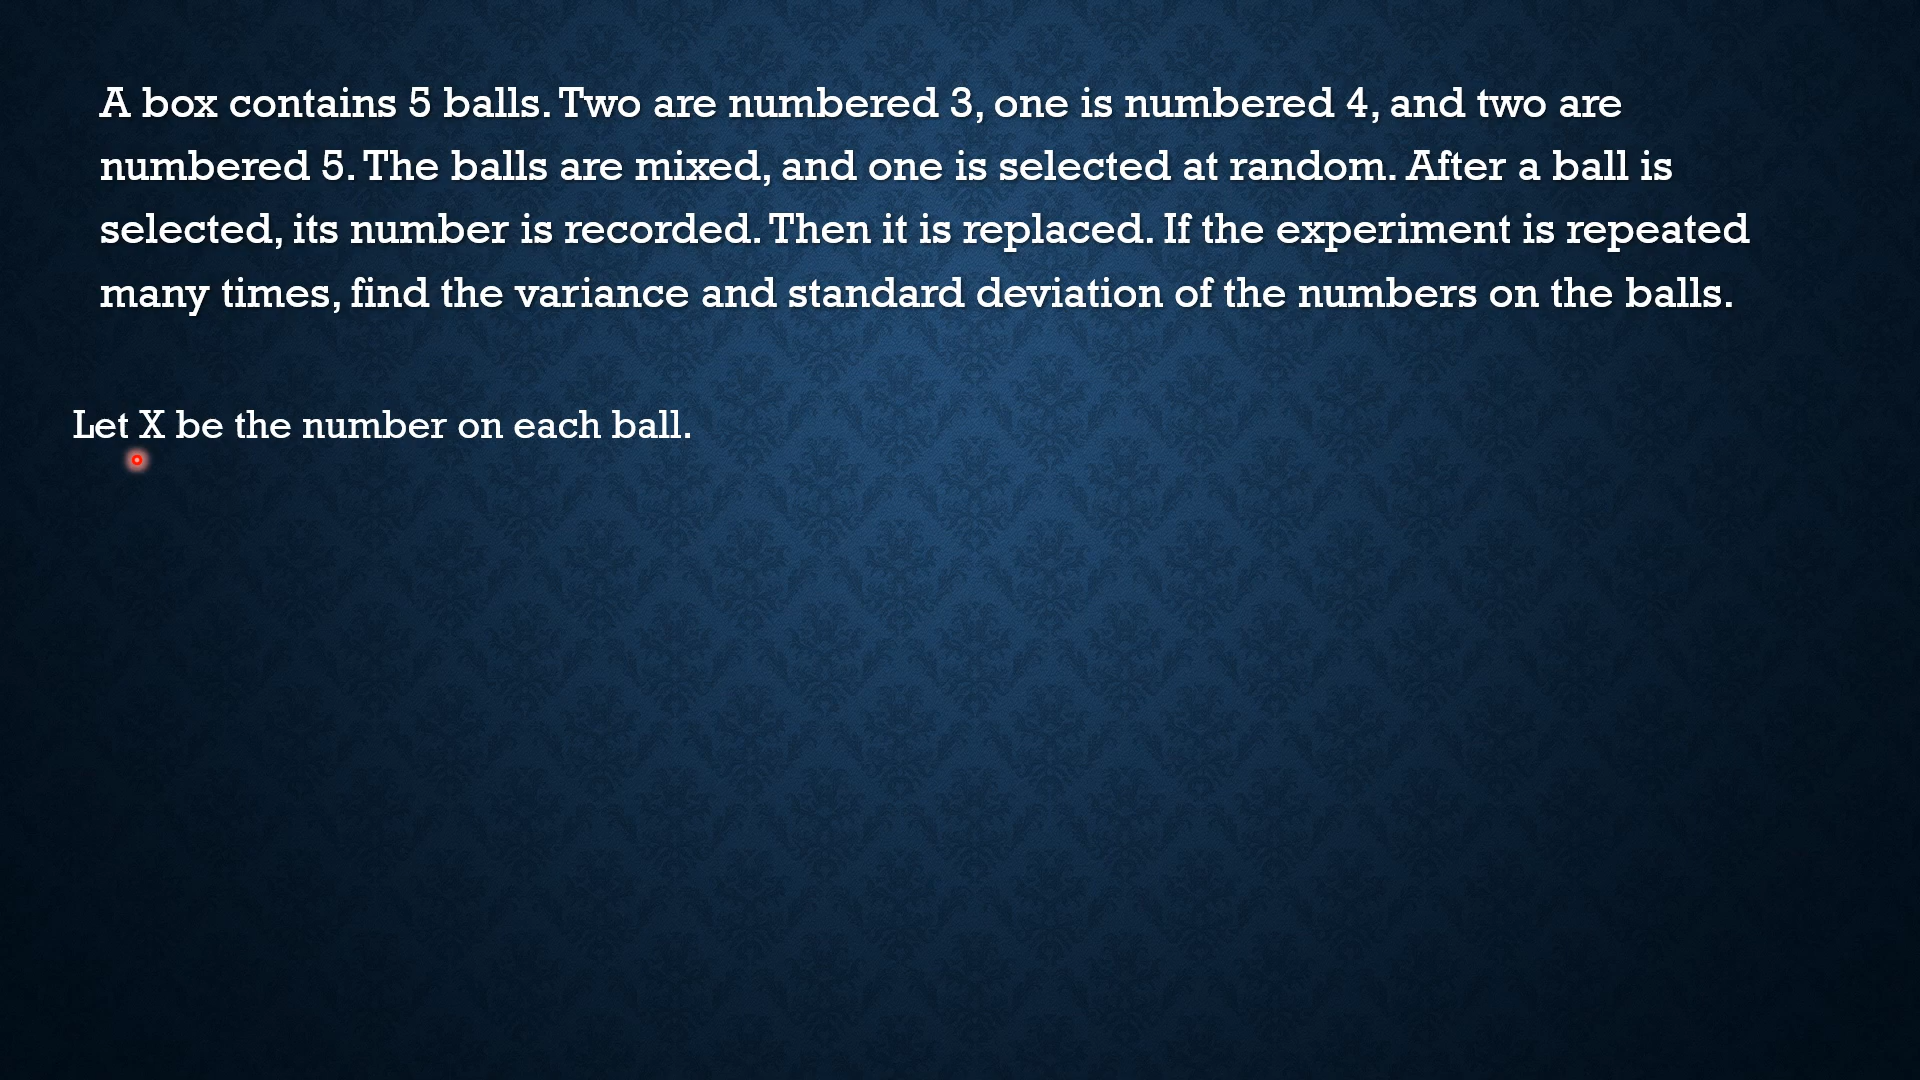 A box contains 5 balls. Two are numbered 3, one is numbered 4, and two are
numbered 5. The balls are mixed, and one is selected at random. After a ball is
selected, its number is recorded. Then it is replaced. If the experiment is repeated
many times, find the variance and standard deviation of the numbers on the balls.
Let X be the number on each ball.